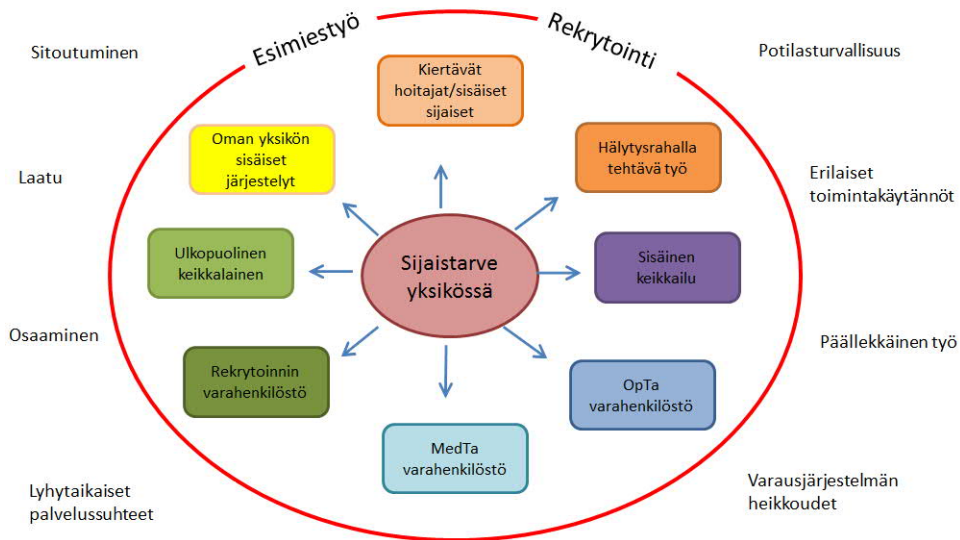 Esimiestyö
Rekrytointi
Sitoutuminen
Potilasturvallisuus
Kiertävät
hoitajat/sisäiset
sijaiset
Oman yksikön
sisäiset
järjestelyt
Hälytysrahalla
tehtävä työ
Laatu
Erilaiset
toimintakäytännöt
Ulkopuolinen
keikkalainen
Sijaistarve
yksikössä
Sisäinen
keikkailu
Osaaminen
Päällekkäinen työ
Rekrytoinnin
varahenkilöstö
OpTa
varahenkilöstö
MedTa
varahenkilöstö
Lyhytaikaiset
palvelussuhteet
Varausjärjestelmän
heikkoudet